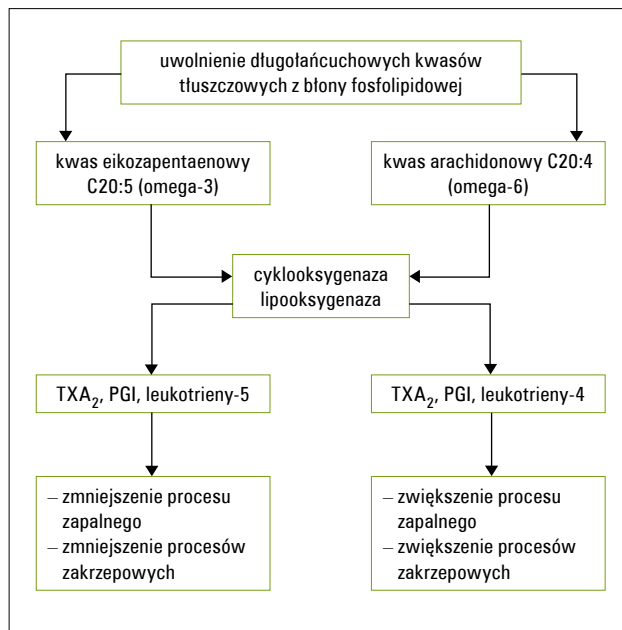 uwolnienie długołańcuchowych kwasów
tłuszczowych z błony fosfolipidowej
kwas eikozapentaenowy
C20:5 (omega-3)
kwas arachidonowy C20:4
(omega-6)
cyklooksygenaza
lipooksygenaza
TXA₂, PGI, leukotrieny-5
TXA₂, PGI, leukotrieny-4
– zmniejszenie procesu
zapalnego
– zmniejszenie procesów
zakrzepowych
– zwiększenie procesu
zapalnego
– zwiększenie procesów
zakrzepowych